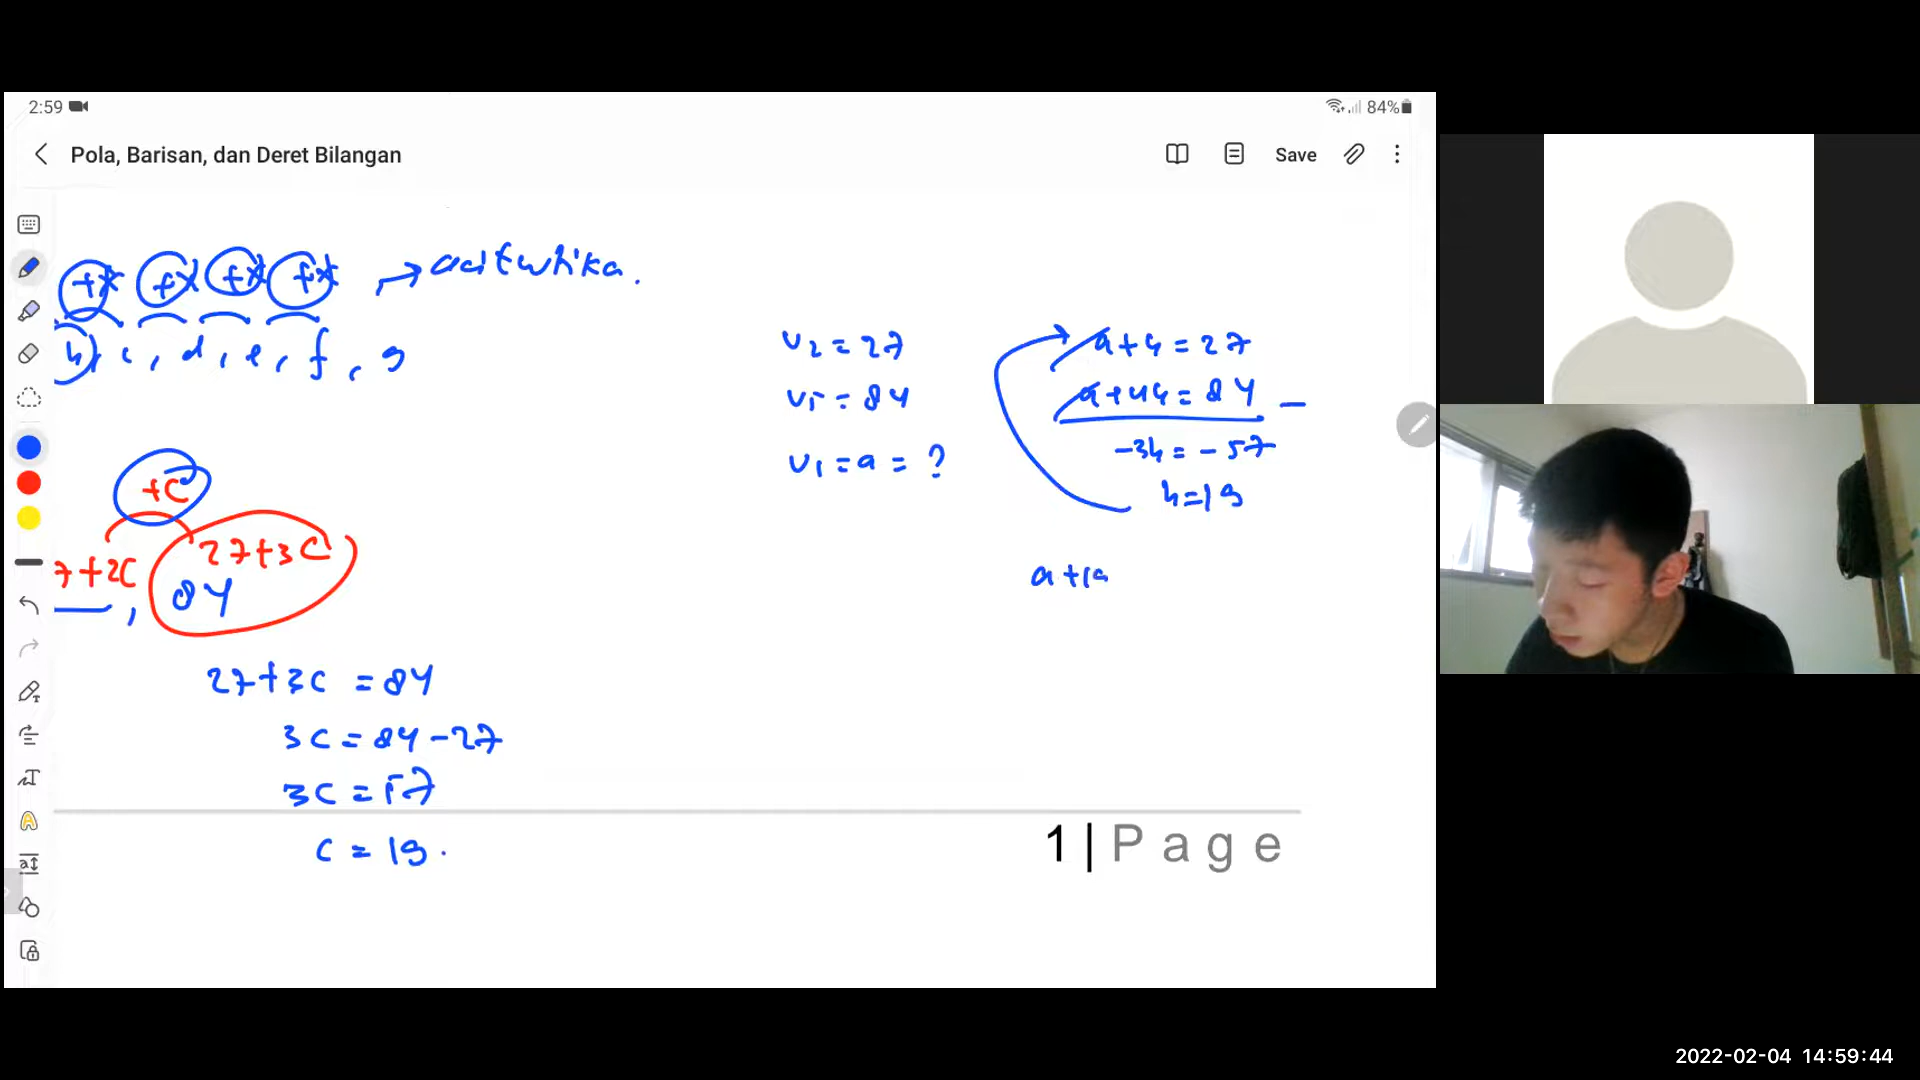 2:59
84%
Pola, Barisan, dan Deret Bilangan
Save
+x +x +x +x → aritmatika.
b, c, d, e, f, g
+c
7+2c, 27+3c
84
27+3c = 84
3c = 84-27
3c = 57
c = 19.
U2 = 27
U5 = 84
U1 = a = ?
a+b = 27
a+4b = 84 -
-3b = -57
b = 19
a+19
1 | Page
2022-02-04 14:59:44